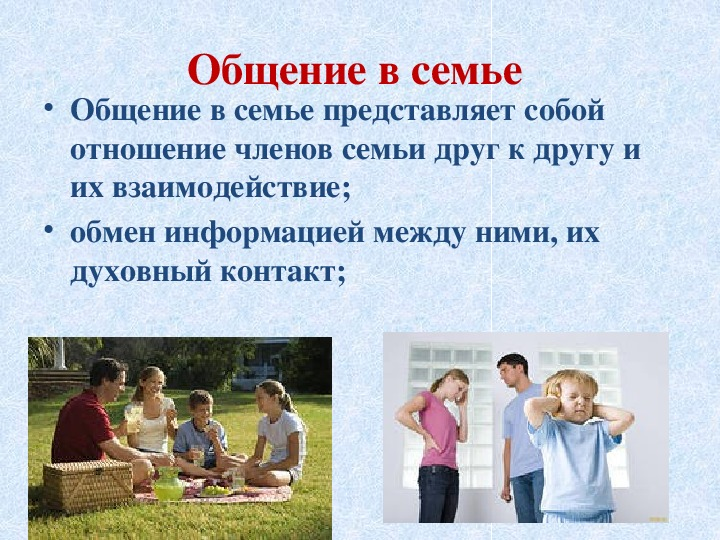 Общение в семье
• Общение в семье представляет собой
отношение членов семьи друг к другу и
их взаимодействие;
• обмен информацией между ними, их
духовный контакт;